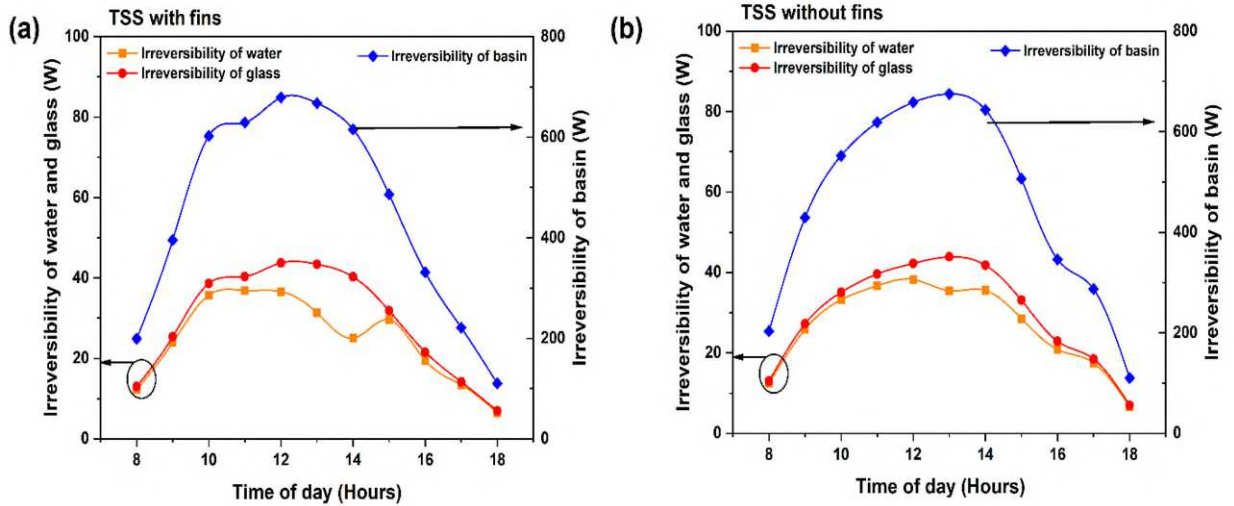 (a)
TSS with fins
Irreversibility of water
Irreversibility of glass
Irreversibility of basin
Irreversibility of water and glass (W)
100
80
60
40
20
0
800
600
400
200
0
Irreversibility of basin (W)
8 10 12 14 16 18
Time of day (Hours)
(b)
TSS without fins
Irreversibility of water
Irreversibility of glass
Irreversibility of basin
Irreversibility of water and glass (W)
100
80
60
40
20
0
800
600
400
200
0
Irreversibility of basin (W)
8 10 12 14 16 18
Time of day (Hours)